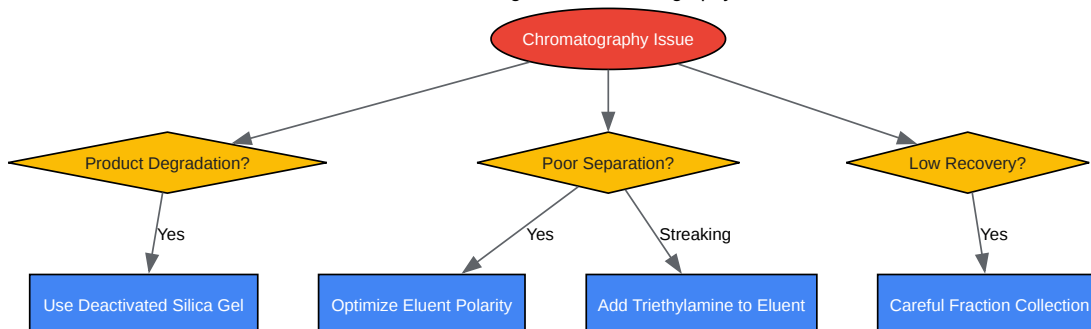 Chromatography Issue
Product Degradation?
Poor Separation?
Low Recovery?
Yes
Yes
Streaking
Yes
Use Deactivated Silica Gel
Optimize Eluent Polarity
Add Triethylamine to Eluent
Careful Fraction Collection